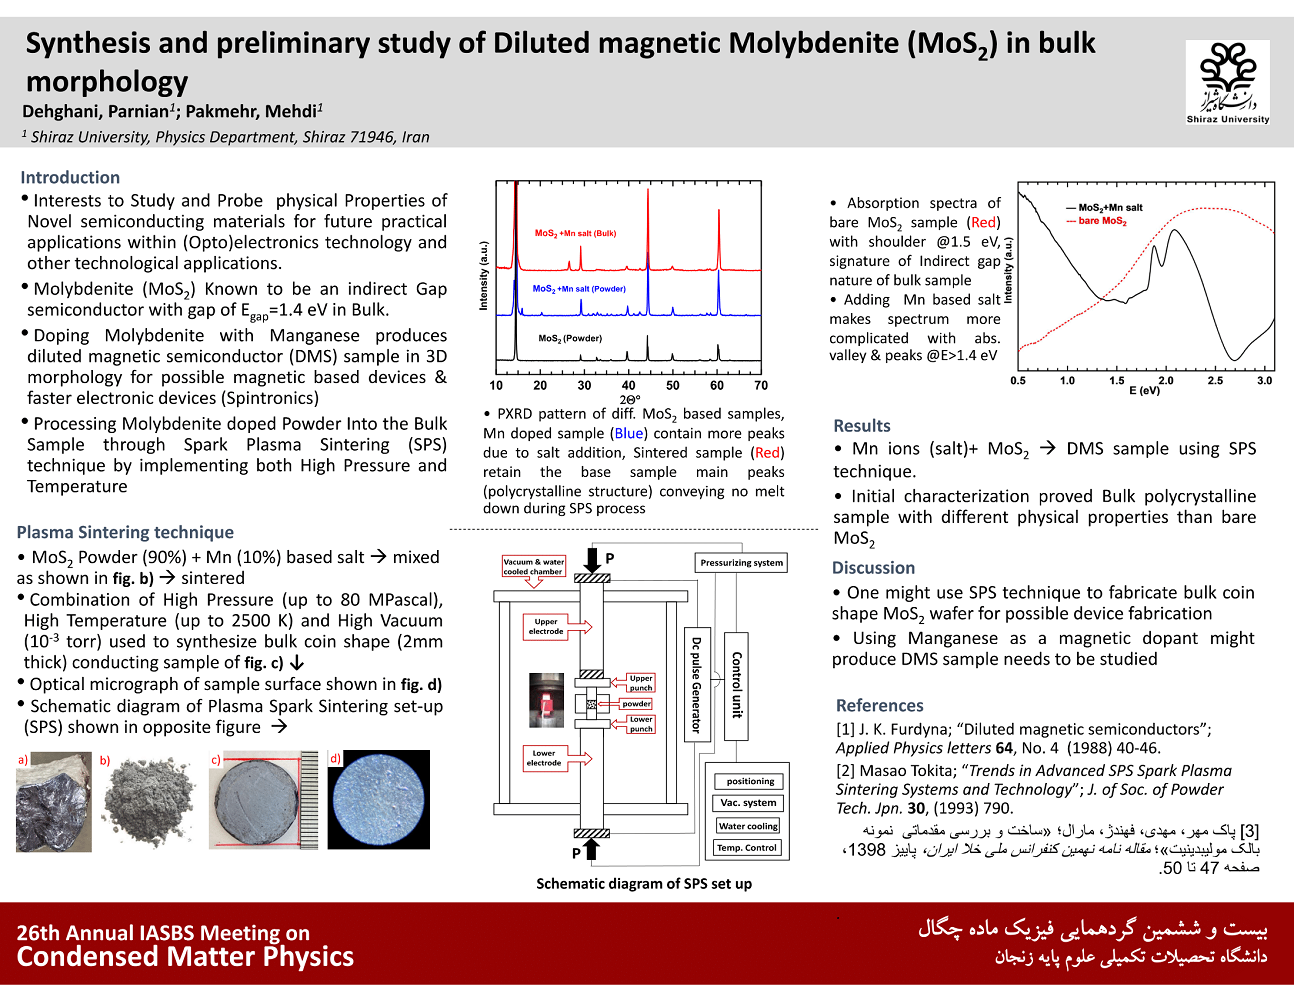 Synthesis and preliminary study of Diluted magnetic Molybdenite (MoS2) in bulk
morphology
Dehghani, Parnian1; Pakmehr, Mehdi1
1 Shiraz University, Physics Department, Shiraz 71946, Iran
دانشگاه شیراز
Shiraz University
Introduction
• Interests to Study and Probe physical Properties of
Novel semiconducting materials for future practical
applications within (Opto)electronics technology and
other technological applications.
• Molybdenite (MoS2) Known to be an indirect Gap
semiconductor with gap of Egap=1.4 eV in Bulk.
• Doping Molybdenite with Manganese produces
diluted magnetic semiconductor (DMS) sample in 3D
morphology for possible magnetic based devices &
faster electronic devices (Spintronics)
• Processing Molybdenite doped Powder Into the Bulk
Sample through Spark Plasma Sintering (SPS)
technique by implementing both High Pressure and
Temperature
Plasma Sintering technique
• MoS2 Powder (90%) + Mn (10%) based salt → mixed
as shown in fig. b) → sintered
• Combination of High Pressure (up to 80 MPascal),
High Temperature (up to 2500 K) and High Vacuum
(10-3 torr) used to synthesize bulk coin shape (2mm
thick) conducting sample of fig. c) ↓
• Optical micrograph of sample surface shown in fig. d)
• Schematic diagram of Plasma Spark Sintering set-up
(SPS) shown in opposite figure →
a)
b)
c)
d)
Intensity (a.u.)
MoS2 +Mn salt (Bulk)
MoS2 +Mn salt (Powder)
MoS2 (Powder)
10 20 30 40 50 60 70
2Θ°
• PXRD pattern of diff. MoS2 based samples,
Mn doped sample (Blue) contain more peaks
due to salt addition, Sintered sample (Red)
retain the base sample main peaks
(polycrystalline structure) conveying no melt
down during SPS process
Vacuum & water
cooled chamber
P
Pressurizing system
Upper
electrode
Upper
punch
powder
Lower
punch
Lower
electrode
Dc pulse Generator
Control unit
positioning
Vac. system
Water cooling
Temp. Control
P
Schematic diagram of SPS set up
• Absorption spectra of
bare MoS2 sample (Red)
with shoulder @1.5 eV,
signature of Indirect gap
nature of bulk sample
• Adding Mn based salt
makes spectrum more
complicated with abs.
valley & peaks @E>1.4 eV
Intensity (a.u.)
MoS2+Mn salt
bare MoS2
0.5 1.0 1.5 2.0 2.5 3.0
E (eV)
Results
• Mn ions (salt)+ MoS2 → DMS sample using SPS
technique.
• Initial characterization proved Bulk polycrystalline
sample with different physical properties than bare
MoS2
Discussion
• One might use SPS technique to fabricate bulk coin
shape MoS2 wafer for possible device fabrication
• Using Manganese as a magnetic dopant might
produce DMS sample needs to be studied
References
[1] J. K. Furdyna; “Diluted magnetic semiconductors”;
Applied Physics letters 64, No. 4 (1988) 40-46.
[2] Masao Tokita; “Trends in Advanced SPS Spark Plasma
Sintering Systems and Technology”; J. of Soc. of Powder
Tech. Jpn. 30, (1993) 790.
[3] پاک مهر، مهدی، فهندژ، مارال؛ «ساخت و بررسی مقدماتی نمونه
بالک مولیبدینیت»؛ مقاله نامه نهمین کنفرانس ملی خلا ایران، پاییز 1398،
صفحه 47 تا 50.
26th Annual IASBS Meeting on
Condensed Matter Physics
بیست و ششمین گردهمایی فیزیک ماده چگال
دانشگاه تحصیلات تکمیلی علوم پایه زنجان